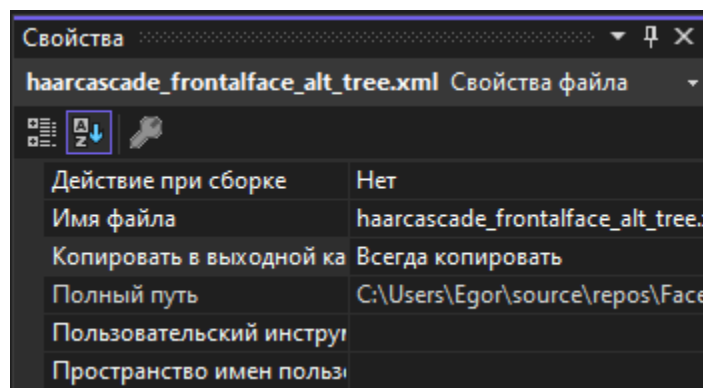 Свойства
haarcascade_frontalface_alt_tree.xml Свойства файла
Действие при сборке Нет
Имя файла haarcascade_frontalface_alt_tree.
Копировать в выходной ка Всегда копировать
Полный путь C:\Users\Egor\source\repos\Face
Пользовательский инструм
Пространство имен польз